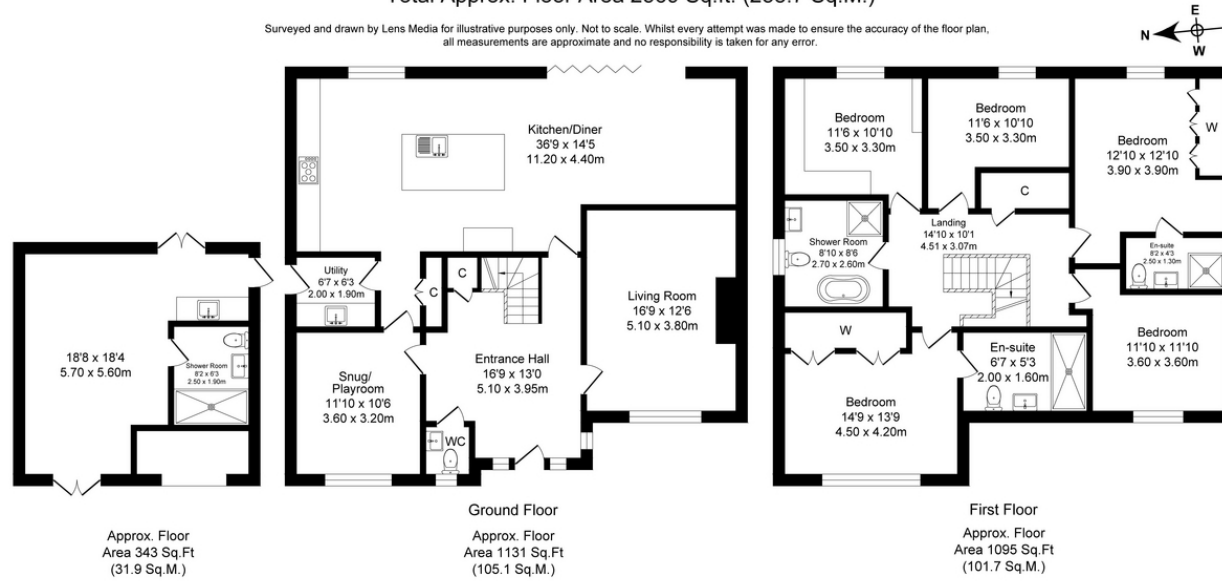 Surveyed and drawn by Lens Media for illustrative purposes only. Not to scale. Whilst every attempt was made to ensure the accuracy of the floor plan,
all measurements are approximate and no responsibility is taken for any error.
E
N
W
Kitchen/Diner
36'9 x 14'5
11.20 x 4.40m
Utility
6'7 x 6'3
2.00 x 1.90m
C
C
Living Room
16'9 x 12'6
5.10 x 3.80m
18'8 x 18'4
5.70 x 5.60m
Shower Room
8'2 x 6'3
2.50 x 1.90m
Snug/
Playroom
11'10 x 10'6
3.60 x 3.20m
Entrance Hall
16'9 x 13'0
5.10 x 3.95m
WC
Bedroom
11'6 x 10'10
3.50 x 3.30m
Bedroom
11'6 x 10'10
3.50 x 3.30m
Bedroom
12'10 x 12'10
3.90 x 3.90m
W
C
Landing
14'10 x 10'1
4.51 x 3.07m
Shower Room
8'10 x 8'6
2.70 x 2.60m
En-suite
8'2 x 4'3
2.50 x 1.30m
W
En-suite
6'7 x 5'3
2.00 x 1.60m
Bedroom
11'10 x 11'10
3.60 x 3.60m
Bedroom
14'9 x 13'9
4.50 x 4.20m
Approx. Floor
Area 343 Sq.Ft
(31.9 Sq.M.)
Ground Floor
Approx. Floor
Area 1131 Sq.Ft
(105.1 Sq.M.)
First Floor
Approx. Floor
Area 1095 Sq.Ft
(101.7 Sq.M.)